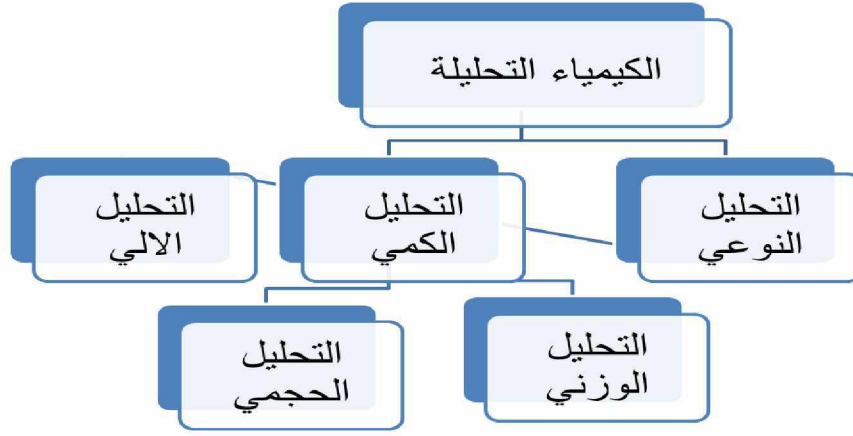 الكيمياء التحليلة
التحليل
النوعي
التحليل
الكمي
التحليل
الالي
التحليل
الوزني
التحليل
الحجمي